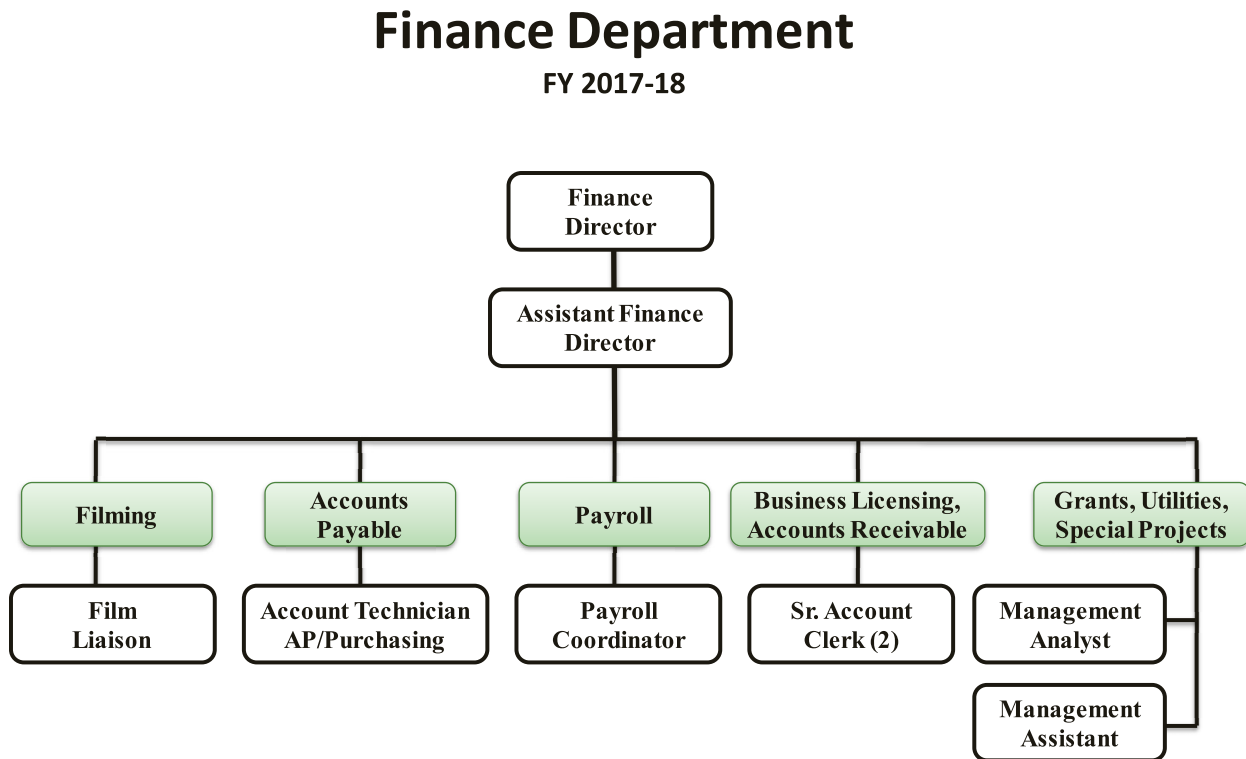 Finance Department
FY 2017-18
Finance
Director
Assistant Finance
Director
Filming
Accounts
Payable
Payroll
Business Licensing,
Accounts Receivable
Grants, Utilities,
Special Projects
Film
Liaison
Account Technician
AP/Purchasing
Payroll
Coordinator
Sr. Account
Clerk (2)
Management
Analyst
Management
Assistant